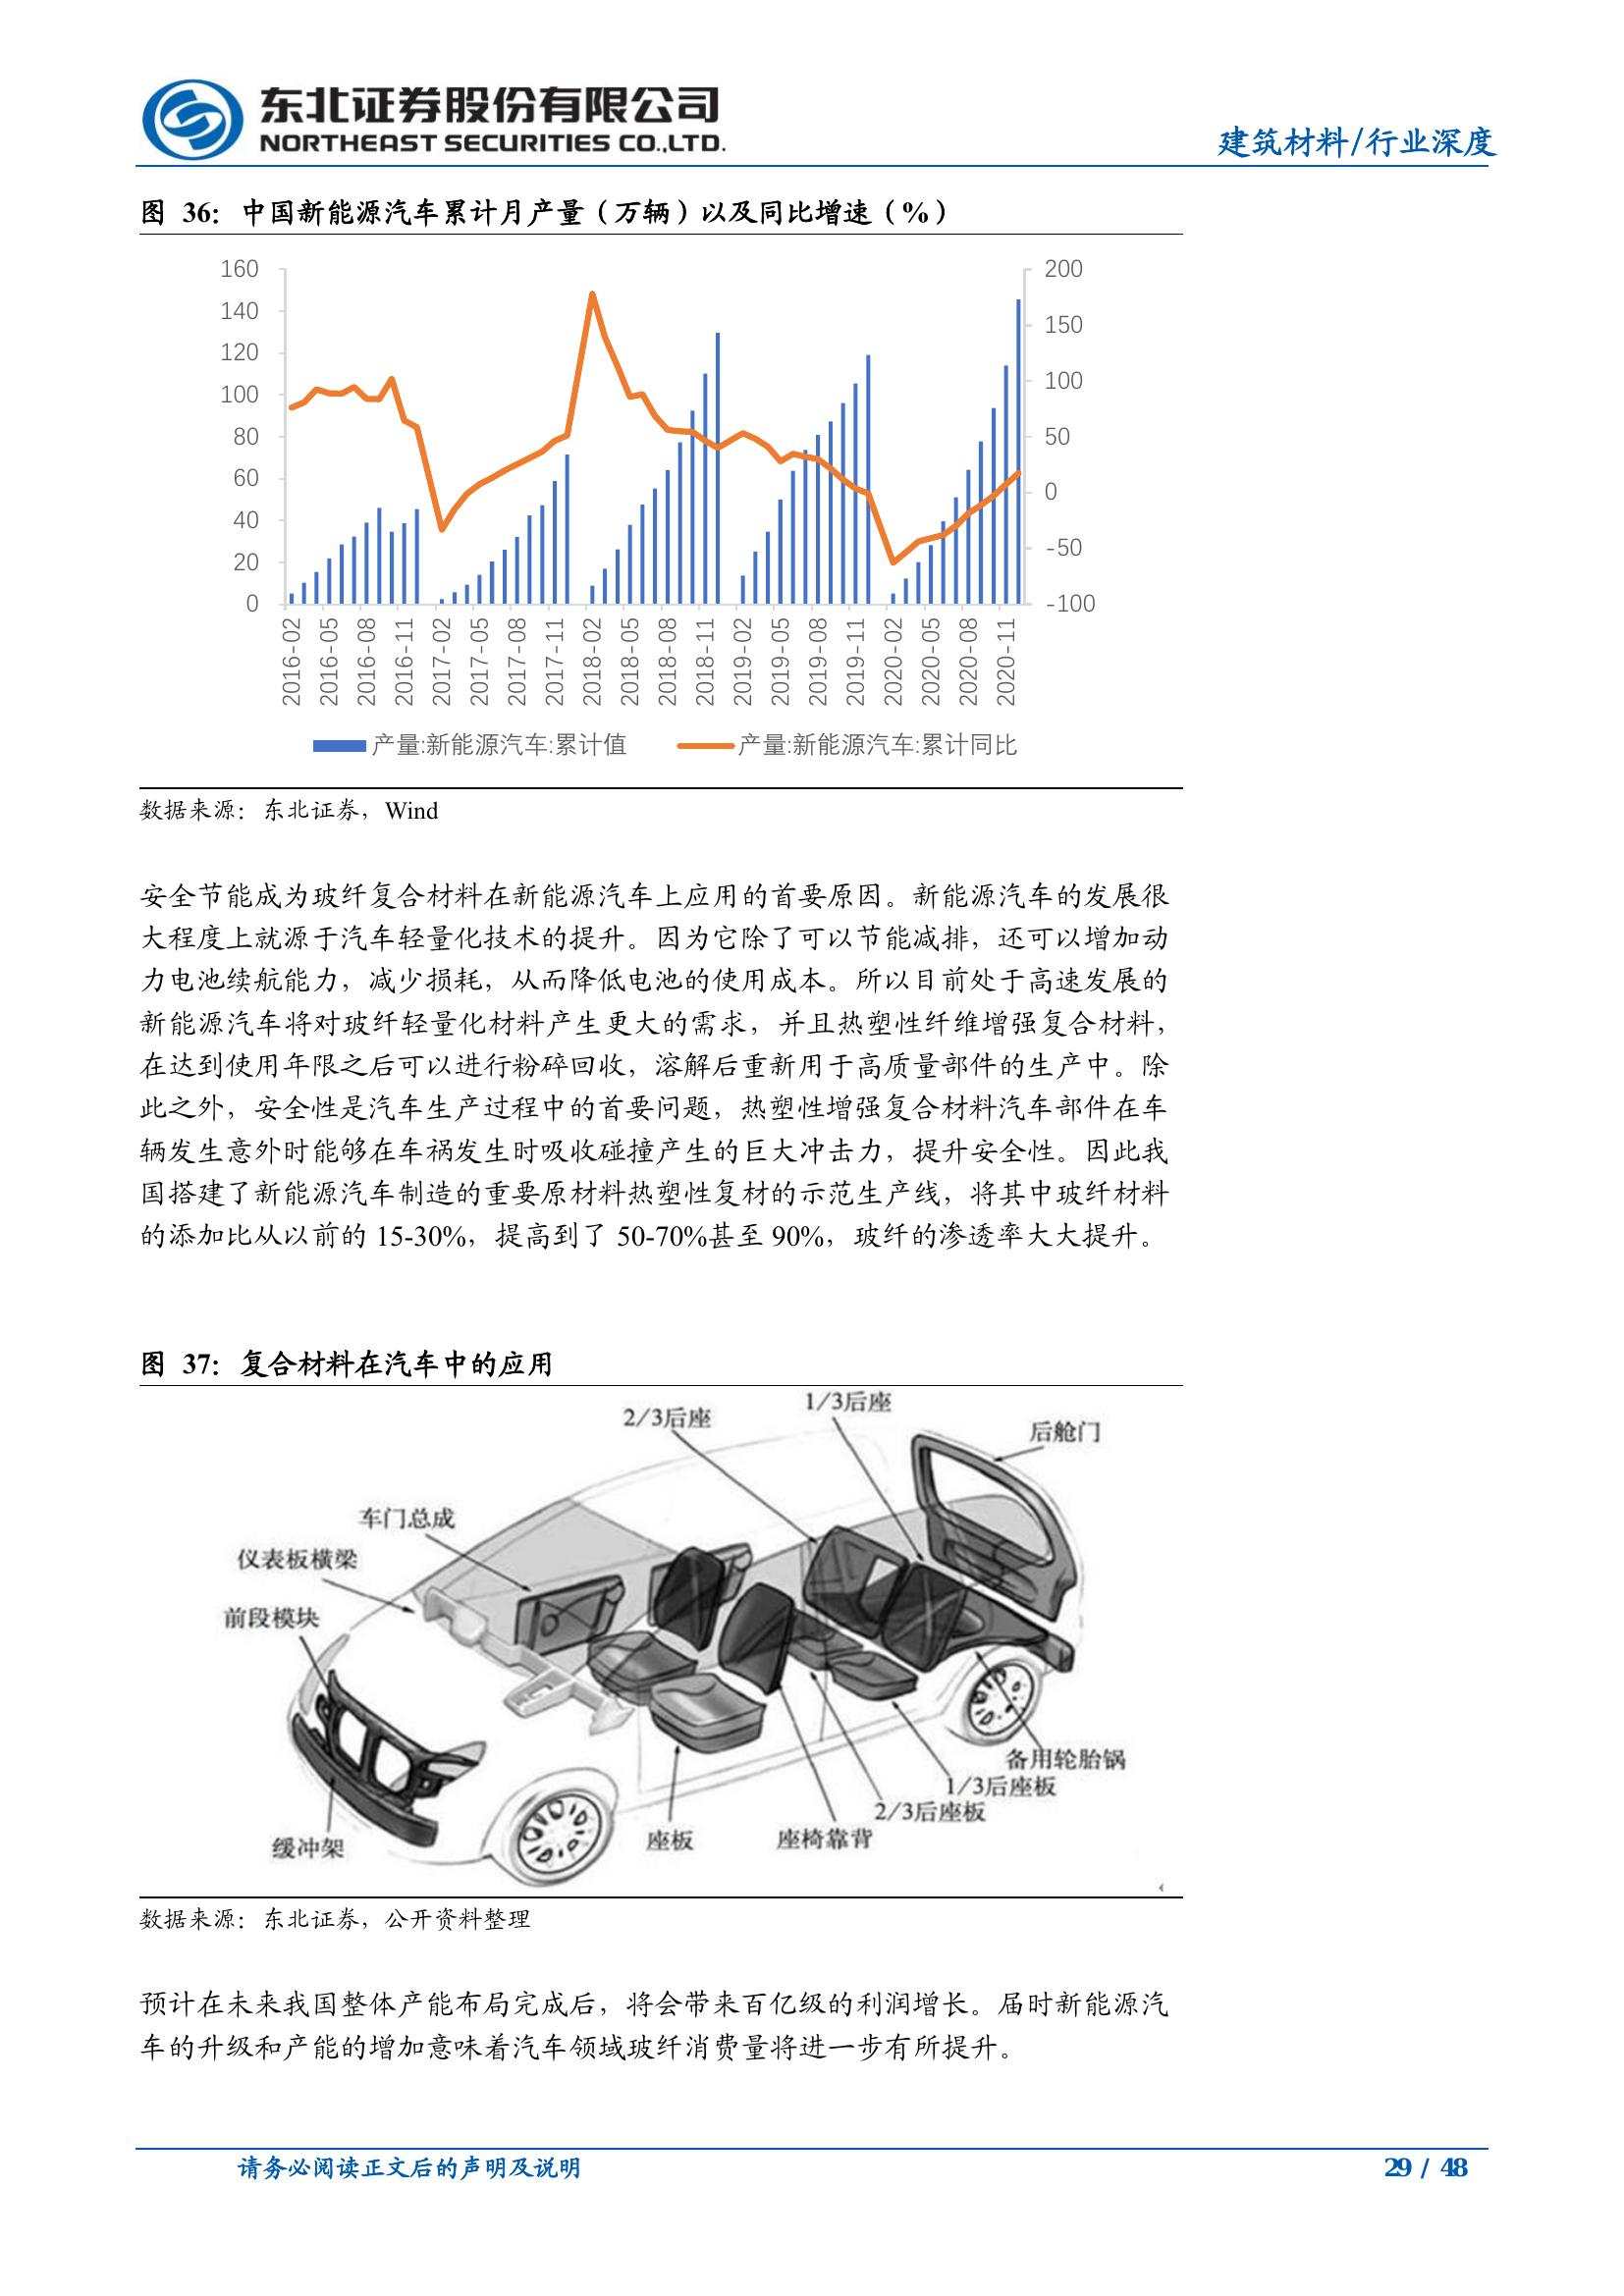 东北证券股份有限公司
NORTHEAST SECURITIES CO.,LTD.
建筑材料/行业深度
图 36：中国新能源汽车累计月产量（万辆）以及同比增速（%）
160
140
120
100
80
60
40
20
0
200
150
100
50
0
-50
-100
2016-02
2016-05
2016-08
2016-11
2017-02
2017-05
2017-08
2017-11
2018-02
2018-05
2018-08
2018-11
2019-02
2019-05
2019-08
2019-11
2020-02
2020-05
2020-08
2020-11
产量:新能源汽车:累计值
产量:新能源汽车:累计同比
数据来源：东北证券，Wind
安全节能成为玻纤复合材料在新能源汽车上应用的首要原因。新能源汽车的发展很
大程度上就源于汽车轻量化技术的提升。因为它除了可以节能减排，还可以增加动
力电池续航能力，减少损耗，从而降低电池的使用成本。所以目前处于高速发展的
新能源汽车将对玻纤轻量化材料产生更大的需求，并且热塑性纤维增强复合材料，
在达到使用年限之后可以进行粉碎回收，溶解后重新用于高质量部件的生产中。除
此之外，安全性是汽车生产过程中的首要问题，热塑性增强复合材料汽车部件在车
辆发生意外时能够在车祸发生时吸收碰撞产生的巨大冲击力，提升安全性。因此我
国搭建了新能源汽车制造的重要原材料热塑性复材的示范生产线，将其中玻纤材料
的添加比从以前的 15-30%，提高到了 50-70%甚至 90%，玻纤的渗透率大大提升。
图 37：复合材料在汽车中的应用
1/3后座
2/3后座
后舱门
车门总成
仪表板横梁
前段模块
备用轮胎锅
1/3后座板
2/3后座板
座椅靠背
座板
缓冲架
数据来源：东北证券，公开资料整理
预计在未来我国整体产能布局完成后，将会带来百亿级的利润增长。届时新能源汽
车的升级和产能的增加意味着汽车领域玻纤消费量将进一步有所提升。
请务必阅读正文后的声明及说明
29 / 48